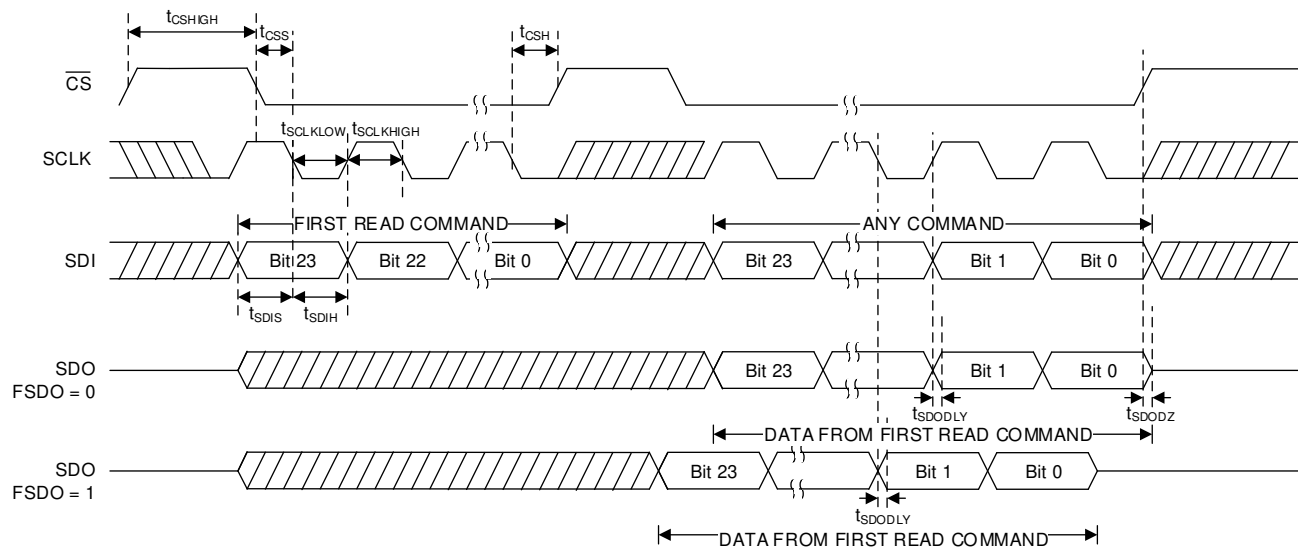 tCSHIGH
tCSS
tCSH
CS
tSCLKLOW
tSCLKHIGH
SCLK
FIRST READ COMMAND
ANY COMMAND
SDI
Bit 23
Bit 22
Bit 0
Bit 23
Bit 1
Bit 0
tSDIS
tSDIH
SDO
FSDO = 0
Bit 23
Bit 1
Bit 0
tSDODLY
tSDODZ
DATA FROM FIRST READ COMMAND
SDO
FSDO = 1
Bit 23
Bit 1
Bit 0
tSDODLY
DATA FROM FIRST READ COMMAND